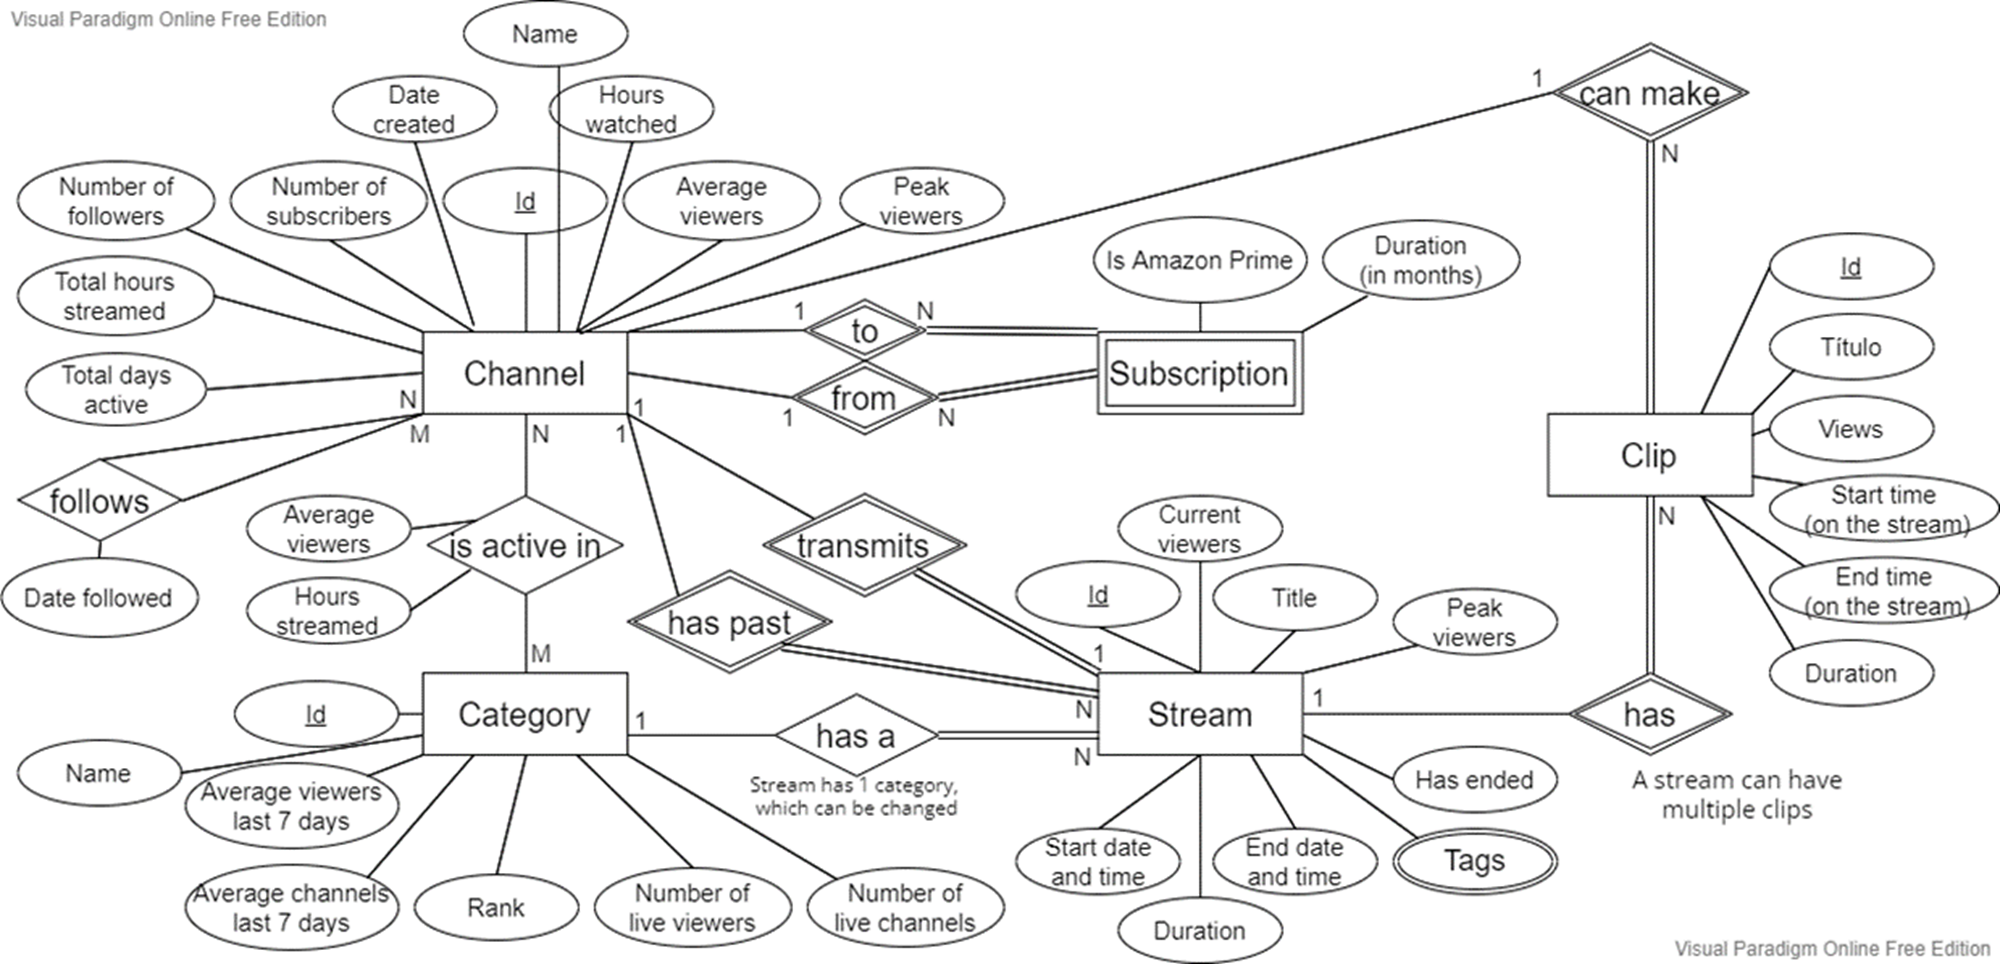 Visual Paradigm Online Free Edition
Name
Date
created
Hours
watched
1
can make
N
Number of
followers
Number of
subscribers
Id
Average
viewers
Peak
viewers
Total hours
streamed
Is Amazon Prime
Duration
(in months)
Id
Título
Views
Start time
(on the stream)
End time
(on the stream)
Duration
Total days
active
Channel
1
to
N
1
from
N
Subscription
Clip
N
N
M
N
1
1
follows
Date followed
Average
viewers
Hours
streamed
is active in
M
transmits
1
has past
N
Current
viewers
Id
Title
Peak
viewers
Id
Name
Category
1
has a
N
Stream has 1 category,
which can be changed
Stream
1
has
A stream can have
multiple clips
Average viewers
last 7 days
Average channels
last 7 days
Rank
Number of
live viewers
Number of
live channels
Start date
and time
Duration
End date
and time
Has ended
Tags
Visual Paradigm Online Free Edition